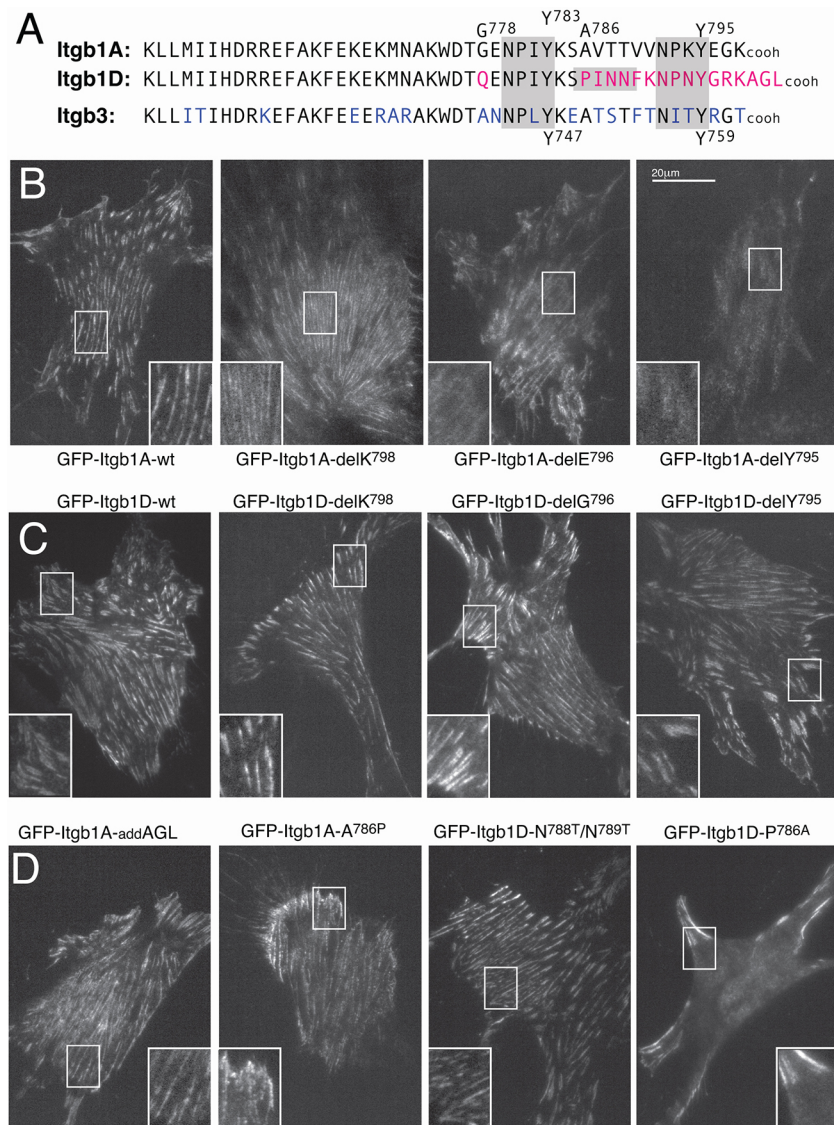 A
G778 Y783 A786 Y795
Itgb1A: KLLMIIHDRREFAKFEKEKMNAKWDTGENPIYKSAVTTVVNPKYEGKcooh
Itgb1D: KLLMIIHDRREFAKFEKEKMNAKWDTQENPIYKSPINNFKNPNYGRKAGLcooh
Itgb3: KLLITIHDRKEFAKFEEERARAKWDTANNPLYKEATSTFTNITYRGTcooh
Y747 Y759
B
20µm
GFP-Itgb1A-wt GFP-Itgb1A-delK798 GFP-Itgb1A-delE796 GFP-Itgb1A-delY795
GFP-Itgb1D-wt GFP-Itgb1D-delK798 GFP-Itgb1D-delG796 GFP-Itgb1D-delY795
C
GFP-Itgb1A-addAGL GFP-Itgb1A-A786P GFP-Itgb1D-N788T/N789T GFP-Itgb1D-P786A
D